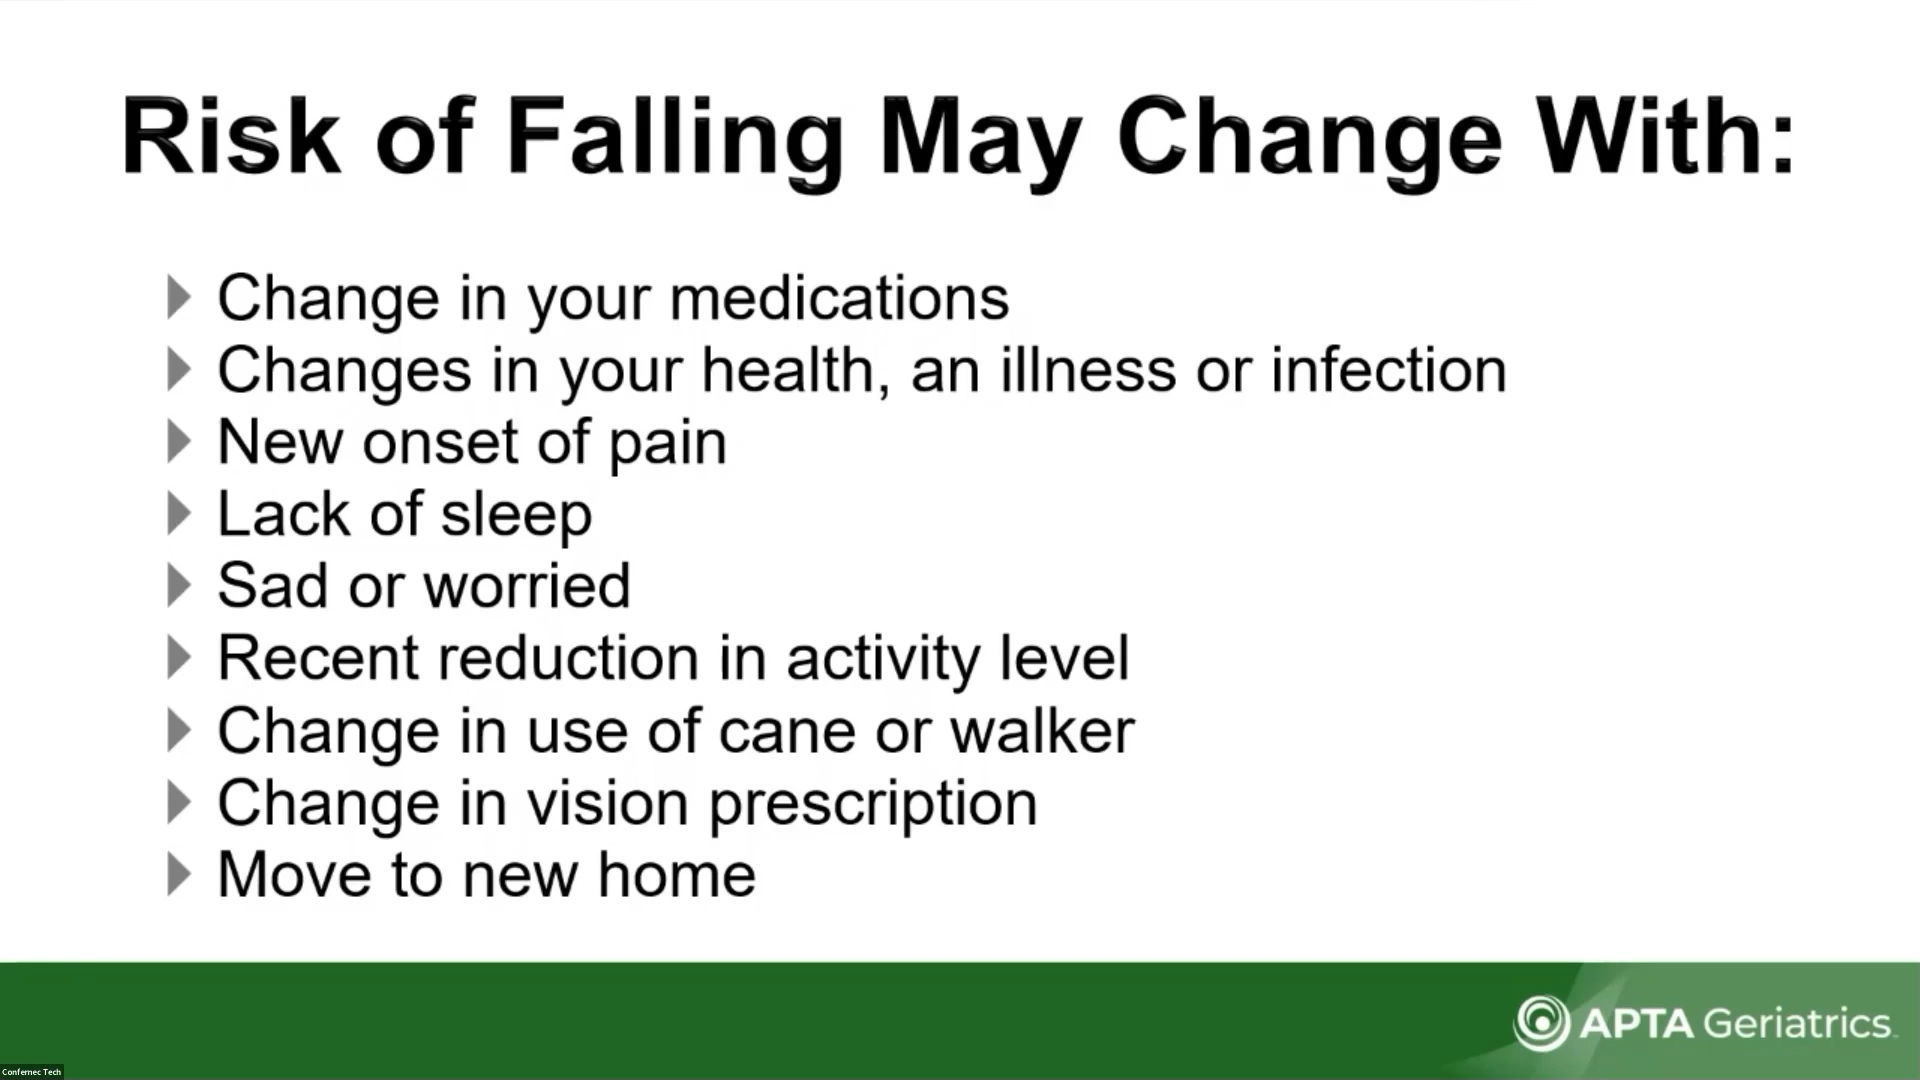 Risk of Falling May Change With:
Change in your medications
Changes in your health, an illness or infection
New onset of pain
Lack of sleep
Sad or worried
Recent reduction in activity level
Change in use of cane or walker
Change in vision prescription
Move to new home
APTA Geriatrics
Confernec Tech